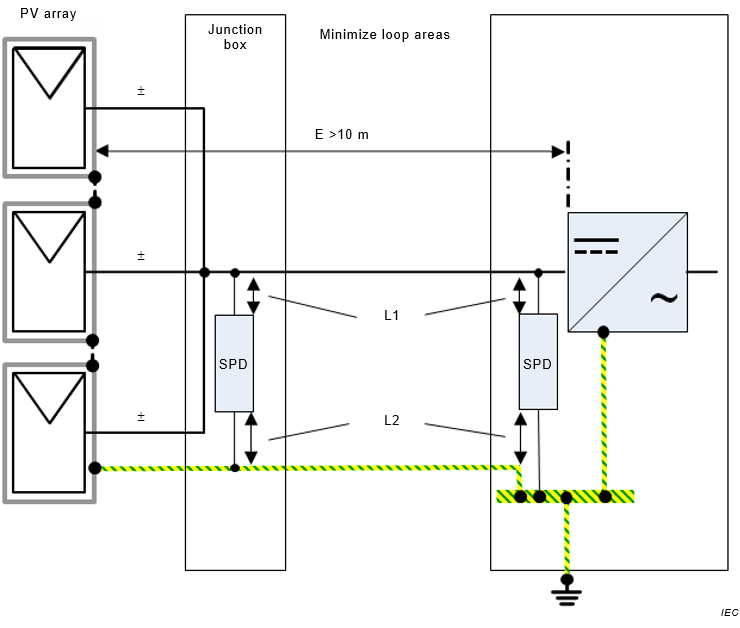 PV array
Junction
box
Minimize loop areas
±
E >10 m
±
L1
SPD
SPD
L2
±
IEC